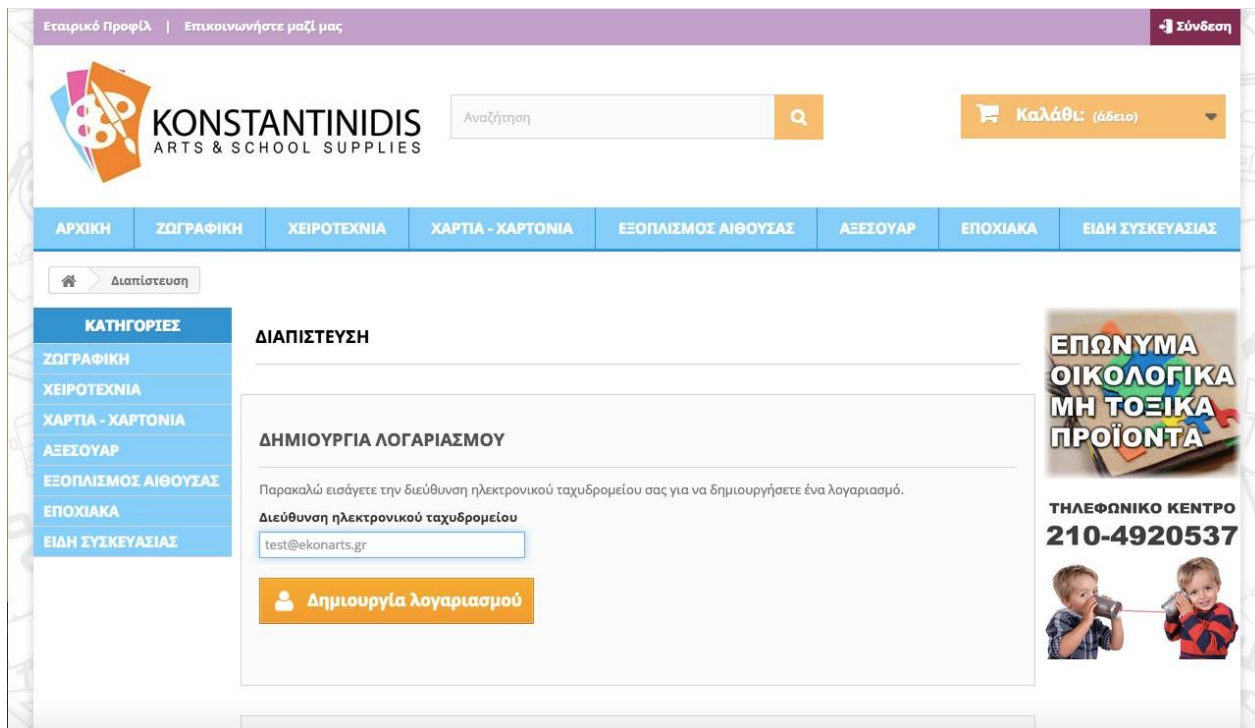 Εταιρικό Προφίλ | Επικοινωνήστε μαζί μας
Σύνδεση
KONSTANTINIDIS
ARTS & SCHOOL SUPPLIES
Αναζήτηση
Καλάθι: (άδειο)
ΑΡΧΙΚΗ ΖΩΓΡΑΦΙΚΗ ΧΕΙΡΟΤΕΧΝΙΑ ΧΑΡΤΙΑ - ΧΑΡΤΟΝΙΑ ΕΞΟΠΛΙΣΜΟΣ ΑΙΘΟΥΣΑΣ ΑΞΕΣΟΥΑΡ ΕΠΟΧΙΑΚΑ ΕΙΔΗ ΣΥΣΚΕΥΑΣΙΑΣ
Διαπίστευση
ΚΑΤΗΓΟΡΙΕΣ
ΖΩΓΡΑΦΙΚΗ
ΧΕΙΡΟΤΕΧΝΙΑ
ΧΑΡΤΙΑ - ΧΑΡΤΟΝΙΑ
ΑΞΕΣΟΥΑΡ
ΕΞΟΠΛΙΣΜΟΣ ΑΙΘΟΥΣΑΣ
ΕΠΟΧΙΑΚΑ
ΕΙΔΗ ΣΥΣΚΕΥΑΣΙΑΣ
ΔΙΑΠΙΣΤΕΥΣΗ
ΔΗΜΙΟΥΡΓΙΑ ΛΟΓΑΡΙΑΣΜΟΥ
Παρακαλώ εισάγετε την διεύθυνση ηλεκτρονικού ταχυδρομείου σας για να δημιουργήσετε ένα λογαριασμό.
Διεύθυνση ηλεκτρονικού ταχυδρομείου
test@ekonarts.gr
Δημιουργία λογαριασμού
ΕΠΩΝΥΜΑ
ΟΙΚΟΛΟΓΙΚΑ
ΜΗ ΤΟΞΙΚΑ
ΠΡΟΪΟΝΤΑ
ΤΗΛΕΦΩΝΙΚΟ ΚΕΝΤΡΟ
210-4920537